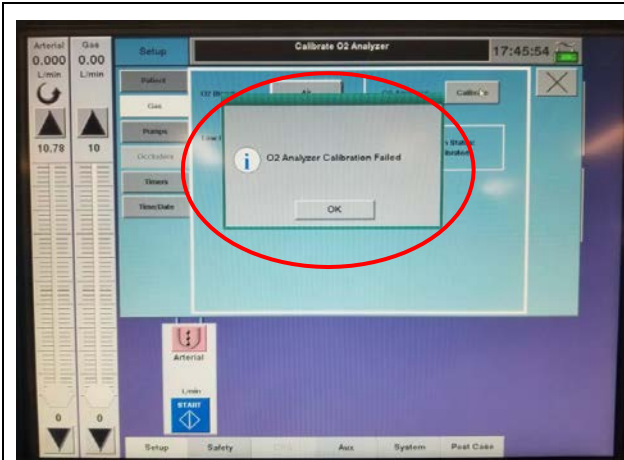 Arterial
0.000
L/min
Gas
0.00
L/min
10.78
10
0
0
Setup
Calibrate O2 Analyzer
17:45:54
Patient
Gas
Pumps
Occluders
Timers
Time/Date
Air
Calibrate
O2 Analyzer Calibration Failed
OK
Arterial
L/min
START
Setup
Safety
Aux
System
Post Case